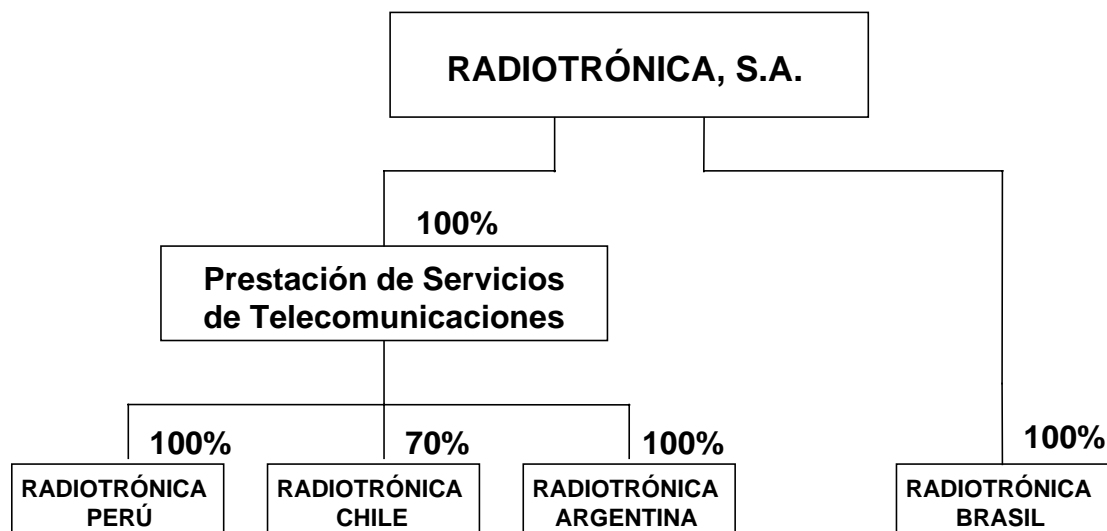 RADIOTRÓNICA, S.A.
100%
Prestación de Servicios
de Telecomunicaciones
100%
70%
100%
100%
RADIOTRÓNICA
PERÚ
RADIOTRÓNICA
CHILE
RADIOTRÓNICA
ARGENTINA
RADIOTRÓNICA
BRASIL